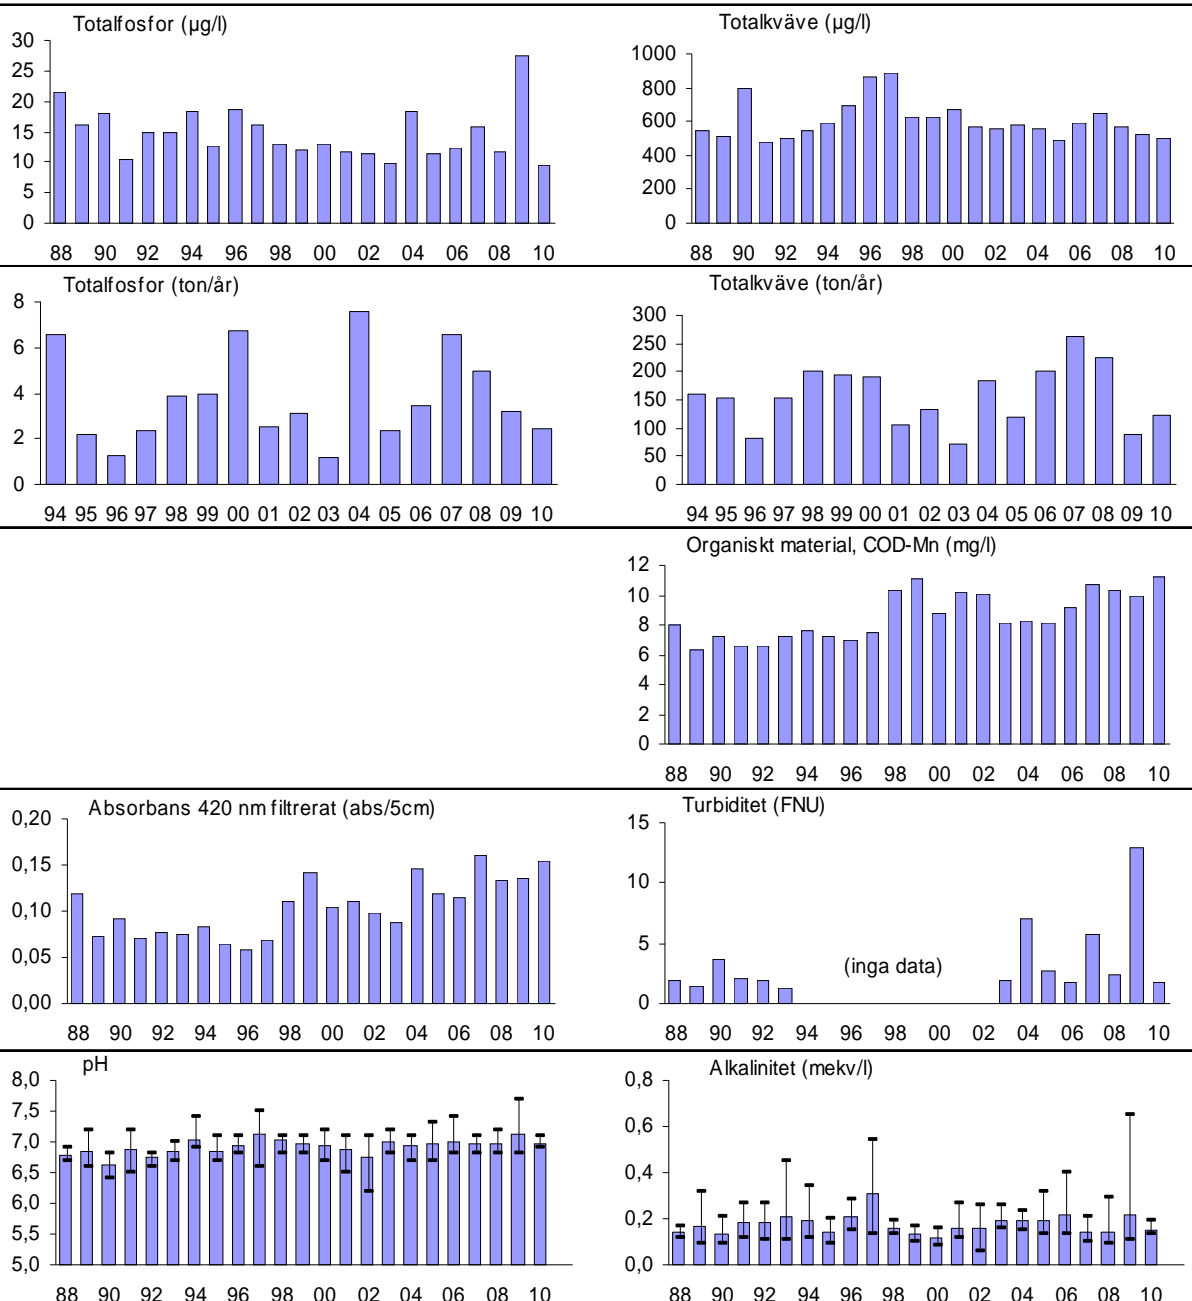 Totalfosfor (µg/l)
30
25
20
15
10
5
0
88 90 92 94 96 98 00 02 04 06 08 10
Totalkväve (µg/l)
1000
800
600
400
200
0
88 90 92 94 96 98 00 02 04 06 08 10
Totalfosfor (ton/år)
8
6
4
2
0
94 95 96 97 98 99 00 01 02 03 04 05 06 07 08 09 10
Totalkväve (ton/år)
300
250
200
150
100
50
0
94 95 96 97 98 99 00 01 02 03 04 05 06 07 08 09 10
Organiskt material, COD-Mn (mg/l)
12
10
8
6
4
2
0
88 90 92 94 96 98 00 02 04 06 08 10
Absorbans 420 nm filtrerat (abs/5cm)
0,20
0,15
0,10
0,05
0,00
88 90 92 94 96 98 00 02 04 06 08 10
Turbiditet (FNU)
15
10
5
0
(inga data)
88 90 92 94 96 98 00 02 04 06 08 10
pH
8,0
7,5
7,0
6,5
6,0
5,5
5,0
88 90 92 94 96 98 00 02 04 06 08 10
Alkalinitet (mekv/l)
0,8
0,6
0,4
0,2
0,0
88 90 92 94 96 98 00 02 04 06 08 10